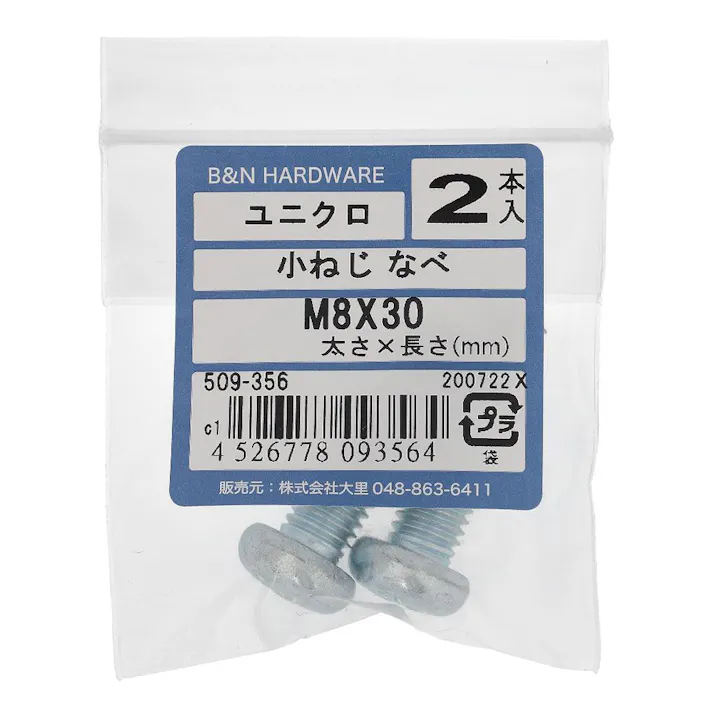 B&N HARDWARE
ユニクロ
2本入
小ねじ なべ
M8X30
太さ×長さ(mm)
509-356 200722X
c1
4 526778 093564
プラ
袋
販売元：株式会社大里 048-863-6411